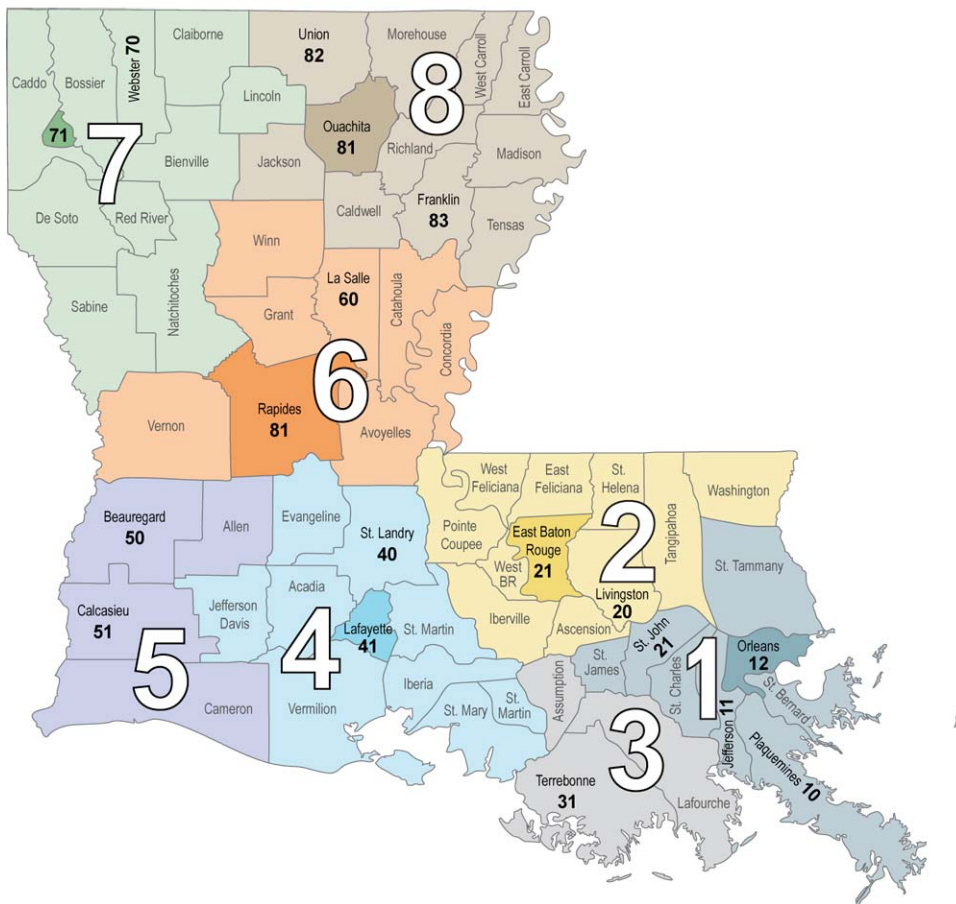 Caddo
Bossier
Webster 70
Claiborne
Union
82
Morehouse
West Carroll
East Carroll
Lincoln
71
7
8
Ouachita
81
Bienville
Jackson
Richland
Madison
De Soto
Red River
Caldwell
Franklin
83
Tensas
Winn
Natchitoches
La Salle
60
Catahoula
Sabine
Grant
Concordia
6
Rapides
81
Vernon
Avoyelles
West
Feliciana
East
Feliciana
St.
Helena
Tangipahoa
Washington
Beauregard
50
Allen
Evangeline
St. Landry
40
Pointe
Coupee
East Baton
Rouge
21
2
West
BR
St. Tammany
Calcasieu
51
Jefferson
Davis
Acadia
Lafayette
41
St. Martin
Iberville
Livingston
20
Ascension
St. John
21
Orleans
12
5
4
1
St.
James
St. Charles
St. Bernard
Assumption
Cameron
Vermilion
Iberia
St. Mary
St.
Martin
3
Jefferson 11
Plaquemines 10
Terrebonne
31
Lafourche